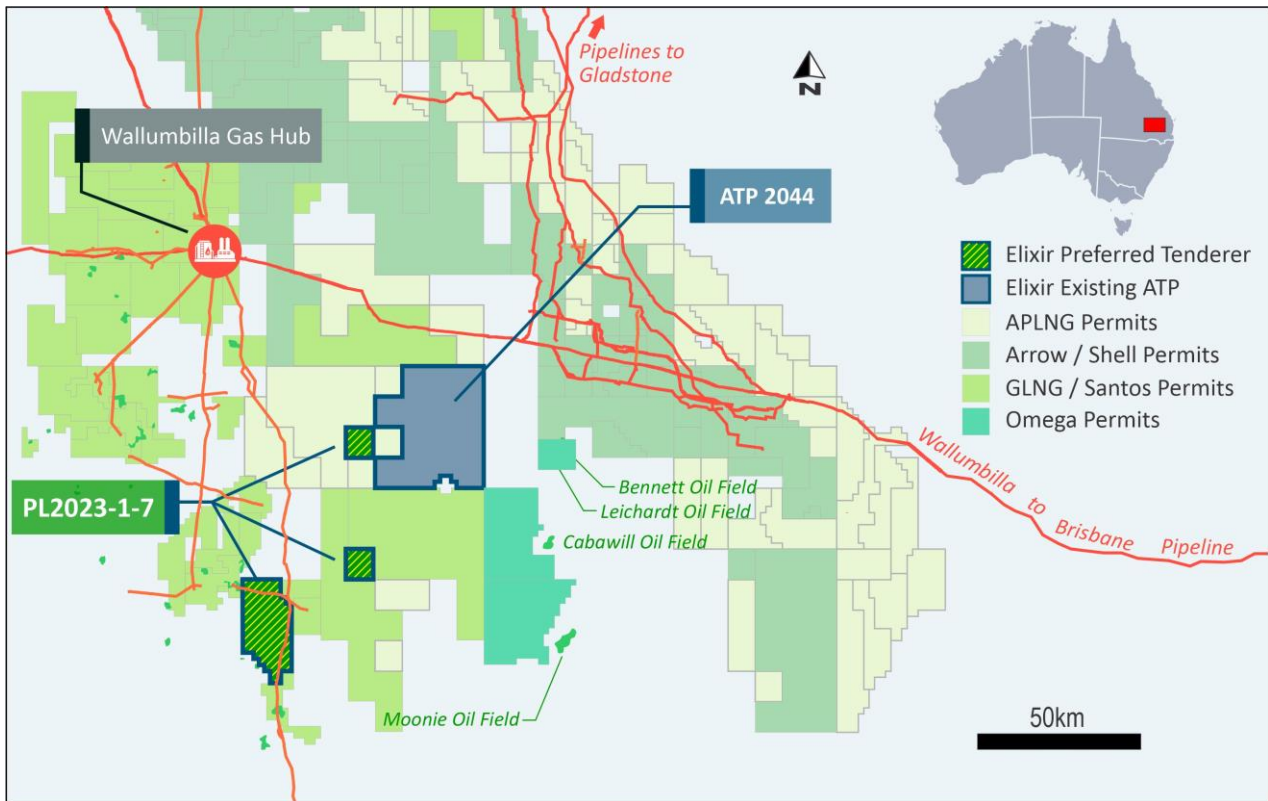 Pipelines to
Gladstone
N
Wallumbilla Gas Hub
ATP 2044
Elixir Preferred Tenderer
Elixir Existing ATP
APLNG Permits
Arrow / Shell Permits
GLNG / Santos Permits
Omega Permits
PL2023-1-7
Bennett Oil Field
Leichardt Oil Field
Cabawill Oil Field
Wallumbilla to Brisbane Pipeline
Moonie Oil Field
50km